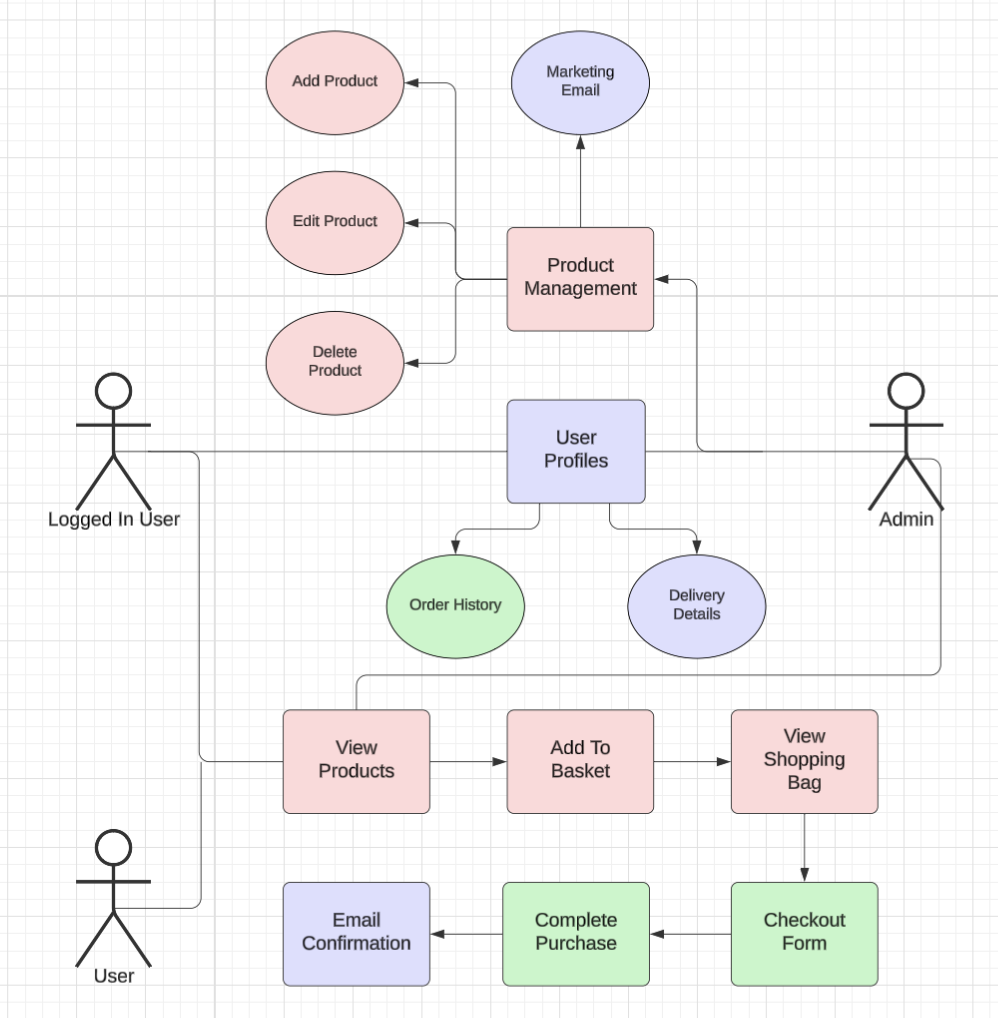 Add Product
Marketing
Email
Edit Product
Product
Management
Delete
Product
User
Profiles
Logged In User
Admin
Order History
Delivery
Details
View
Products
Add To
Basket
View
Shopping
Bag
Email
Confirmation
Complete
Purchase
Checkout
Form
User